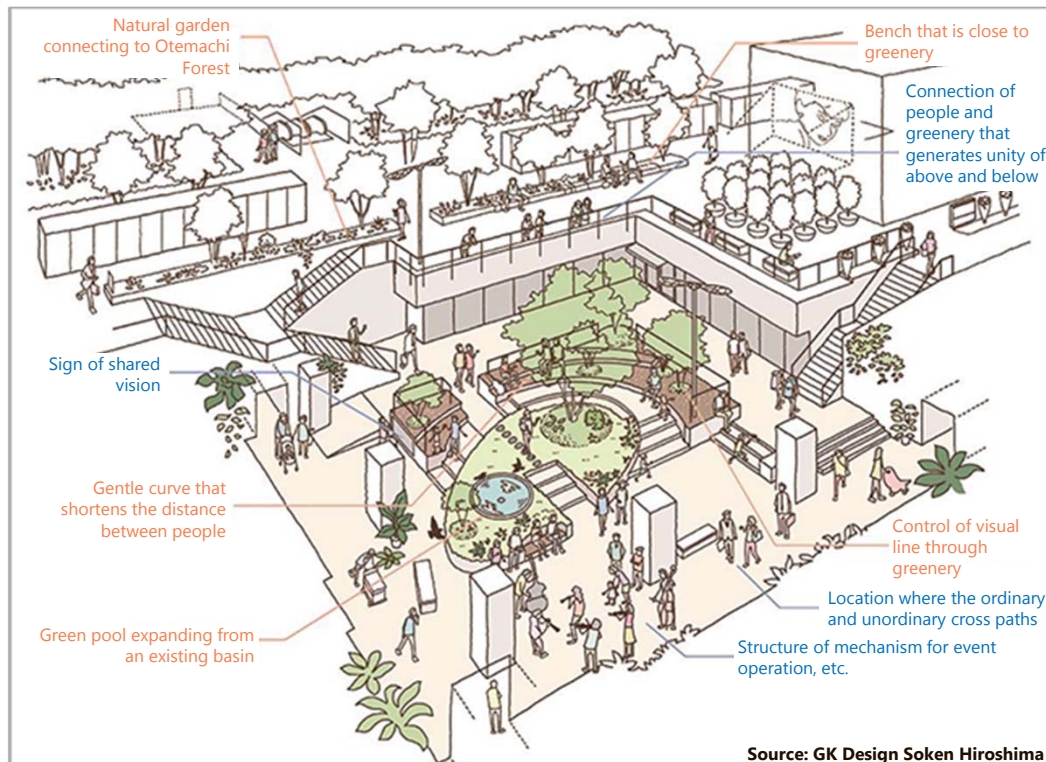 Natural garden
connecting to Otemachi
Forest
Bench that is close to
greenery
Connection of
people and
greenery that
generates unity of
above and below
Sign of shared
vision
Gentle curve that
shortens the distance
between people
Control of visual
line through
greenery
Location where the ordinary
and unordinary cross paths
Green pool expanding from
an existing basin
Structure of mechanism for event
operation, etc.
Source: GK Design Soken Hiroshima